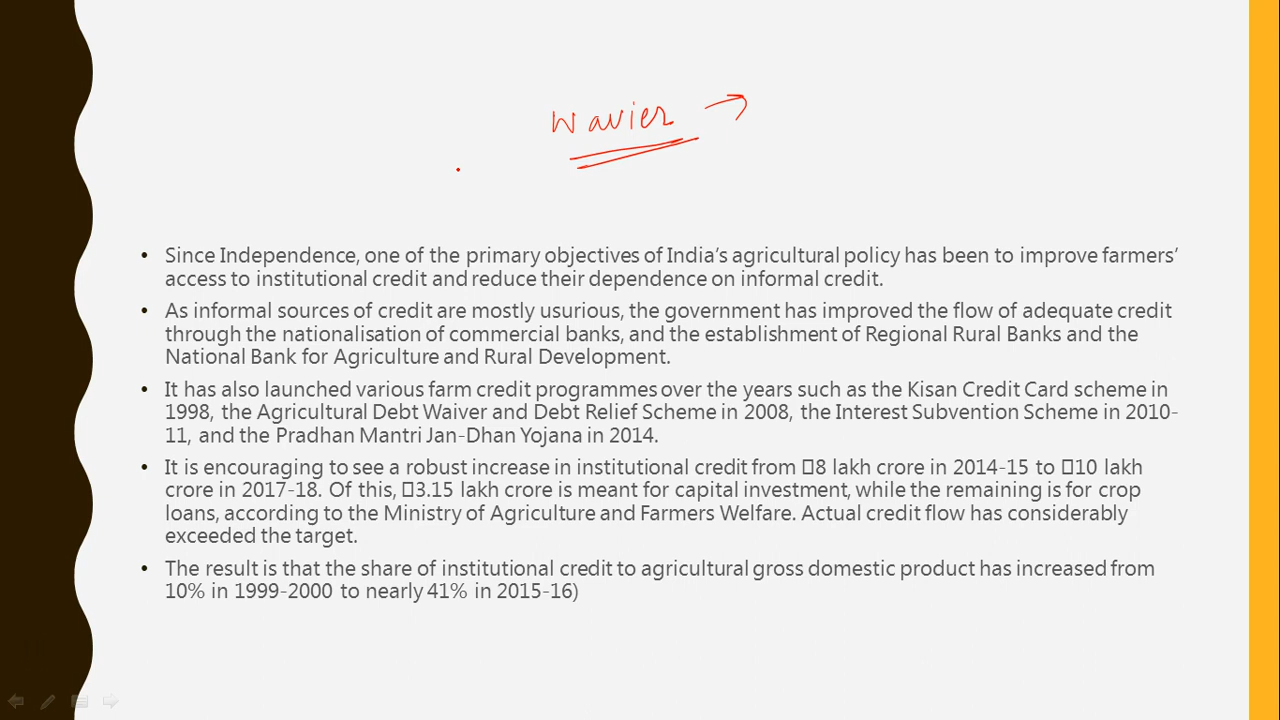 wavier →
• Since Independence, one of the primary objectives of India’s agricultural policy has been to improve farmers’
access to institutional credit and reduce their dependence on informal credit.
• As informal sources of credit are mostly usurious, the government has improved the flow of adequate credit
through the nationalisation of commercial banks, and the establishment of Regional Rural Banks and the
National Bank for Agriculture and Rural Development.
• It has also launched various farm credit programmes over the years such as the Kisan Credit Card scheme in
1998, the Agricultural Debt Waiver and Debt Relief Scheme in 2008, the Interest Subvention Scheme in 2010-
11, and the Pradhan Mantri Jan-Dhan Yojana in 2014.
• It is encouraging to see a robust increase in institutional credit from □8 lakh crore in 2014-15 to □10 lakh
crore in 2017-18. Of this, □3.15 lakh crore is meant for capital investment, while the remaining is for crop
loans, according to the Ministry of Agriculture and Farmers Welfare. Actual credit flow has considerably
exceeded the target.
• The result is that the share of institutional credit to agricultural gross domestic product has increased from
10% in 1999-2000 to nearly 41% in 2015-16)